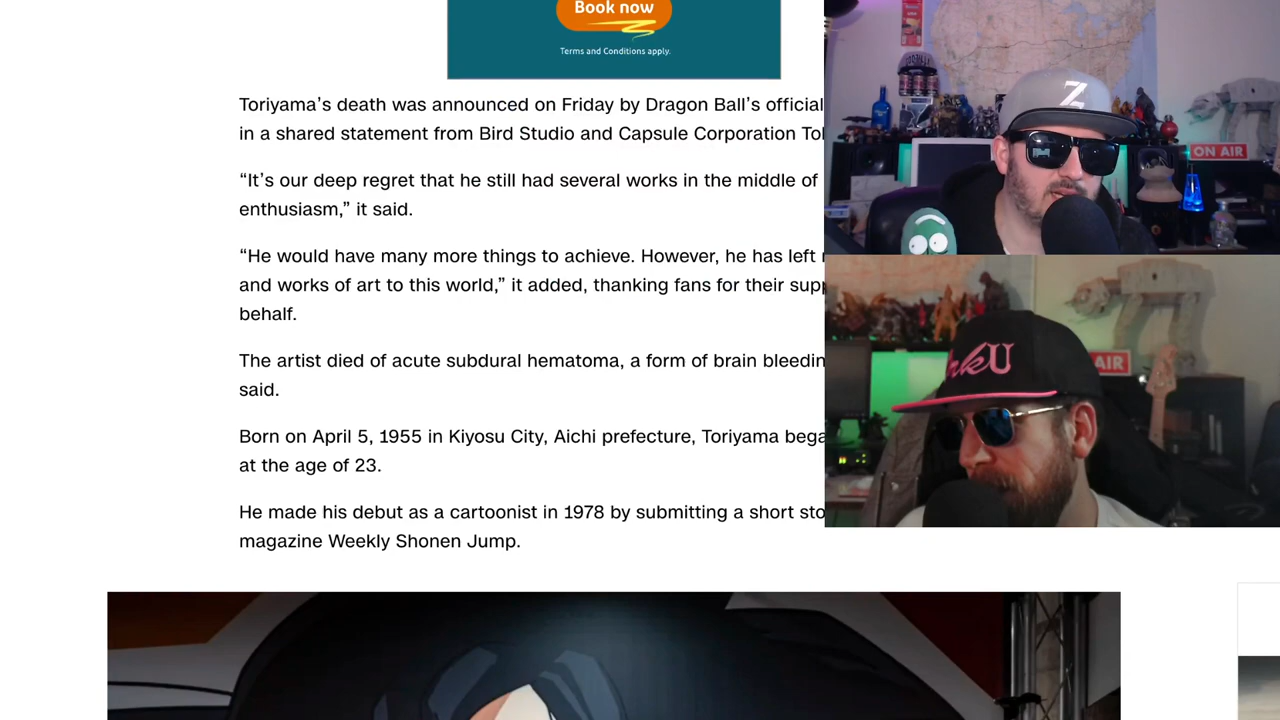 Book now
Terms and Conditions apply.
Toriyama's death was announced on Friday by Dragon Ball's official
in a shared statement from Bird Studio and Capsule Corporation
“It's our deep regret that he still had several works in the middle of
enthusiasm,” it said.
“He would have many more things to achieve. However, he has left
and works of art to this world,” it added, thanking fans for their
behalf.
The artist died of acute subdural hematoma, a form of brain
said.
Born on April 5, 1955 in Kiyosu City, Aichi prefecture, Toriyama
at the age of 23.
He made his debut as a cartoonist in 1978 by submitting a short
magazine Weekly Shonen Jump.
Z
ON AIR
AIR